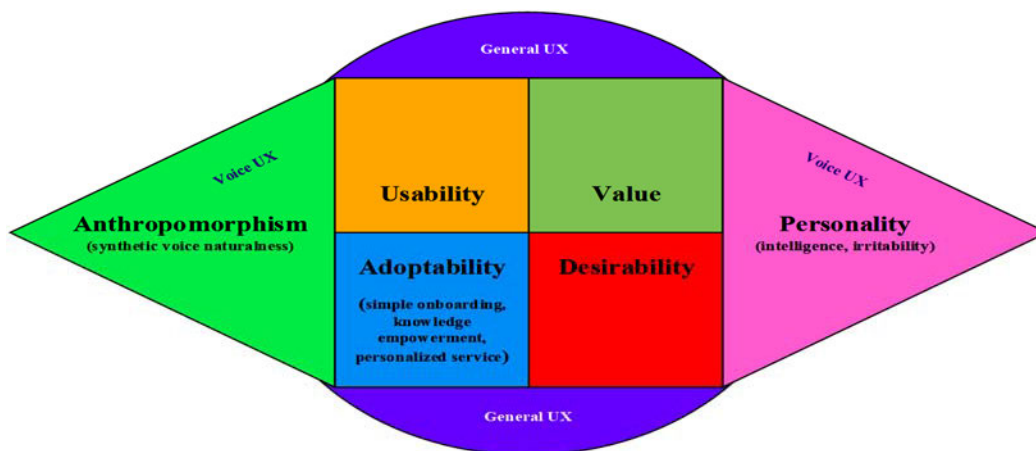 General UX
Voice UX
Anthropomorphism
(synthetic voice naturalness)
Usability
Value
Voice UX
Personality
(intelligence, irritability)
Adoptability
(simple onboarding,
knowledge
empowerment,
personalized service)
Desirability
General UX